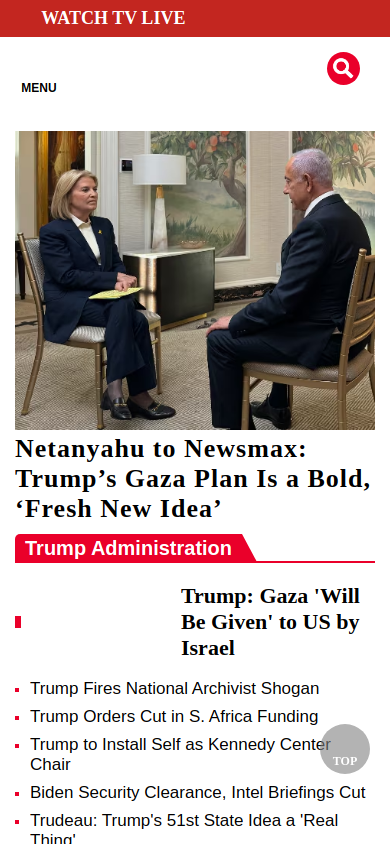 WATCH TV LIVE
MENU
Netanyahu to Newsmax:
Trump’s Gaza Plan Is a Bold,
‘Fresh New Idea’
Trump Administration
Trump: Gaza 'Will
Be Given' to US by
Israel
Trump Fires National Archivist Shogan
Trump Orders Cut in S. Africa Funding
Trump to Install Self as Kennedy Center
Chair
TOP
Biden Security Clearance, Intel Briefings Cut
Trudeau: Trump's 51st State Idea a 'Real
Thing'